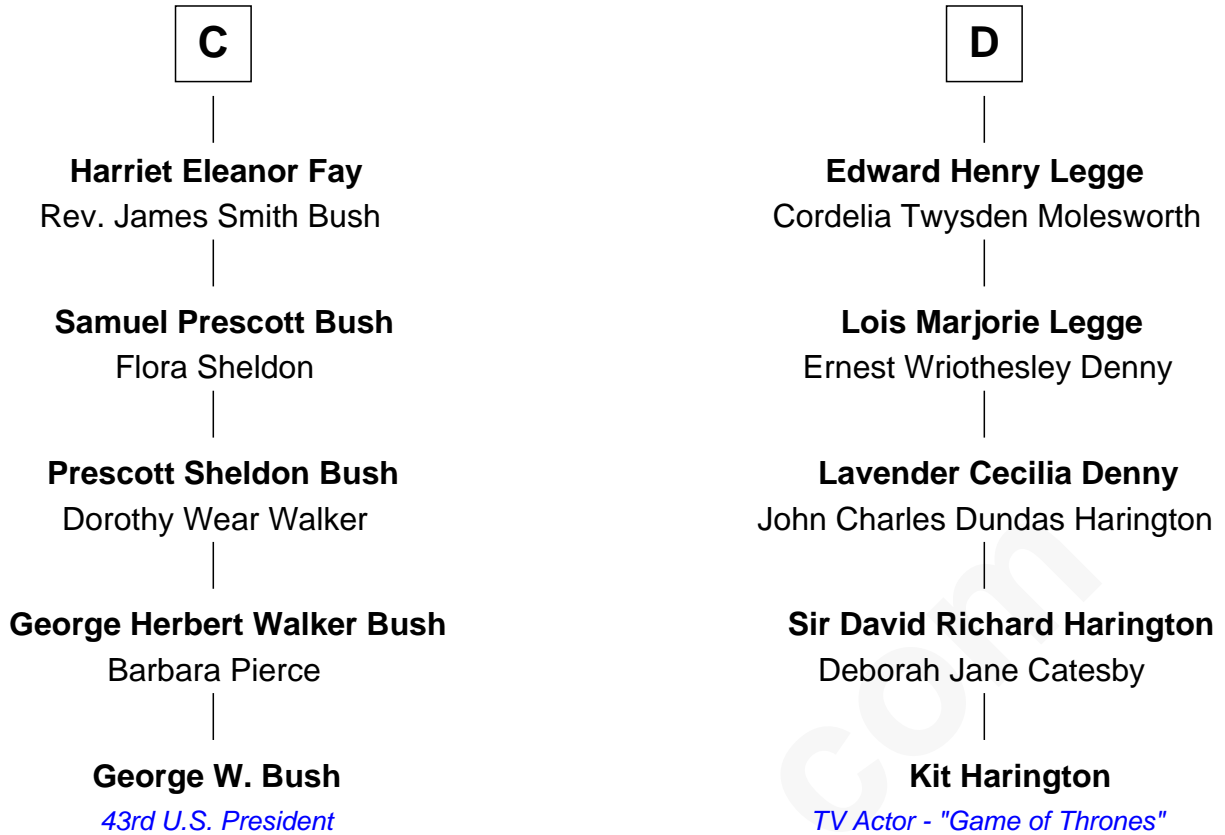 C
Harriet Eleanor Fay
Rev. James Smith Bush
Samuel Prescott Bush
Flora Sheldon
Prescott Sheldon Bush
Dorothy Wear Walker
George Herbert Walker Bush
Barbara Pierce
George W. Bush
43rd U.S. President
D
Edward Henry Legge
Cordelia Twysden Molesworth
Lois Marjorie Legge
Ernest Wriothesley Denny
Lavender Cecilia Denny
John Charles Dundas Harington
Sir David Richard Harington
Deborah Jane Catesby
Kit Harington
TV Actor - "Game of Thrones"
com